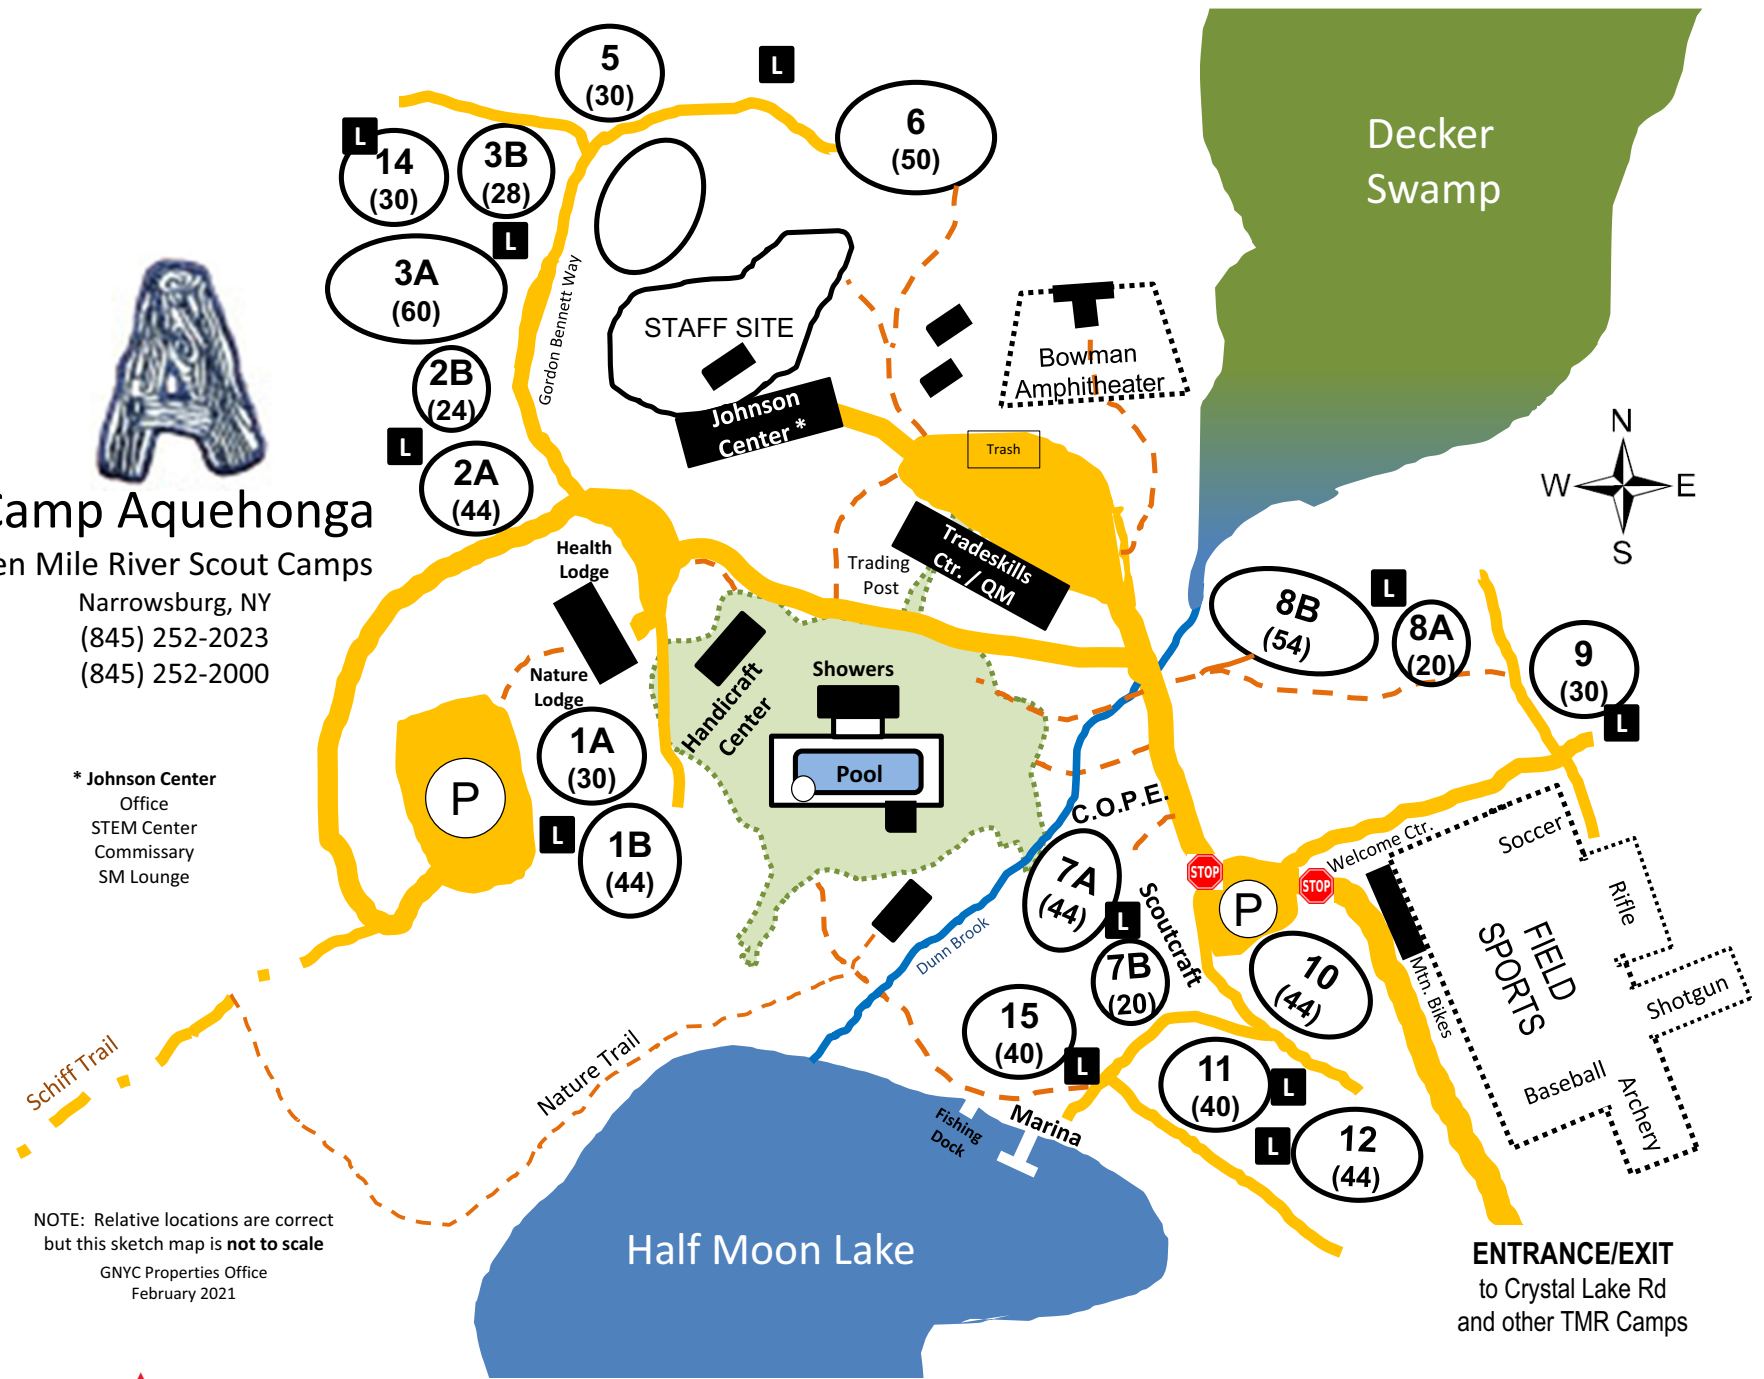 5
(30)
L
6
(50)
Decker
Swamp
L
14
(30)
3B
(28)
L
3A
(60)
Gordon Bennett Way
STAFF SITE
2B
(24)
L
2A
(44)
Johnson
Center *
Bowman
Amphitheater
Trash
N
W E
S
A
Camp Aquehonga
en Mile River Scout Camps
Narrowsburg, NY
(845) 252-2023
(845) 252-2000
Health
Lodge
Trading
Post
Tradeskills
Ctr. / QM
8B
(54)
L
8A
(20)
9
(30)
L
Nature
Lodge
Handicraft
Center
Showers
Pool
1A
(30)
P
L
1B
(44)
* Johnson Center
Office
STEM Center
Commissary
SM Lounge
C.O.P.E.
7A
(44)
L
7B
(20)
Scoutcraft
STOP
P
STOP
Welcome Ctr.
Soccer
Rifle
FIELD
SPORTS
Shotgun
Mtn. Bikes
Baseball
Archery
10
(44)
Dunn Brook
15
(40)
L
11
(40)
L
L
12
(44)
Schiff Trail
Nature Trail
Fishing
Dock
Marina
Half Moon Lake
NOTE: Relative locations are correct
but this sketch map is not to scale
GNYC Properties Office
February 2021
ENTRANCE/EXIT
to Crystal Lake Rd
and other TMR Camps